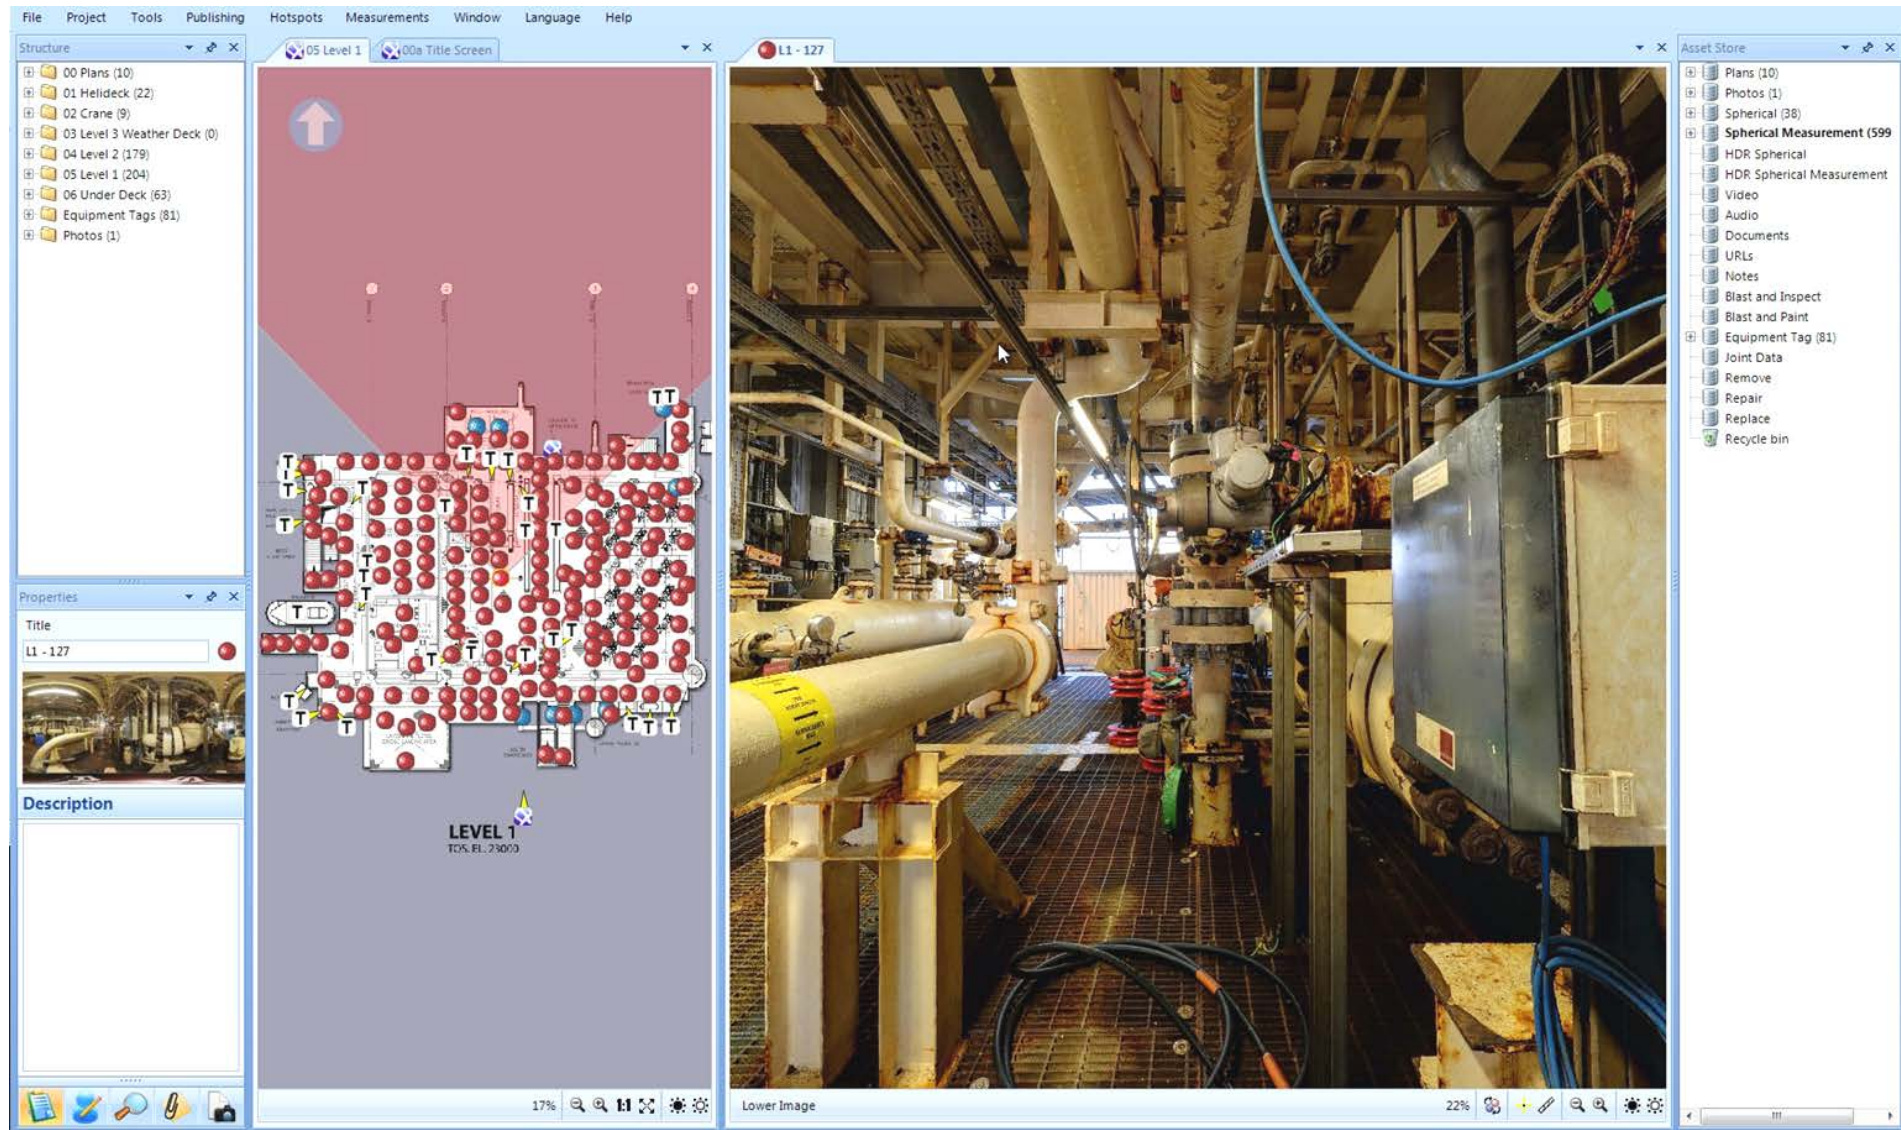 File Project Tools Publishing Hotspots Measurements Window Language Help
Structure
00 Plans (10)
01 Helideck (22)
02 Crane (9)
03 Level 3 Weather Deck (0)
04 Level 2 (179)
05 Level 1 (204)
06 Under Deck (63)
Equipment Tags (81)
Photos (1)
Properties
Title
L1 - 127
Description
05 Level 1
00a Title Screen
LEVEL 1
TOS. EL. 23000
17%
1:1
L1 - 127
Lower Image
22%
Asset Store
Plans (10)
Photos (1)
Spherical (38)
Spherical Measurement (599
HDR Spherical
HDR Spherical Measurement
Video
Audio
Documents
URLs
Notes
Blast and Inspect
Blast and Paint
Equipment Tag (81)
Joint Data
Remove
Repair
Replace
Recycle bin